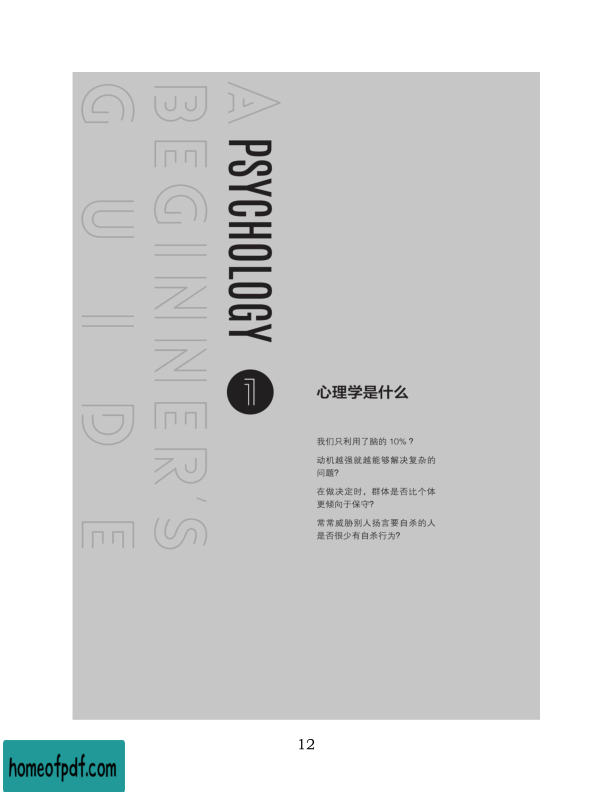 A
PSYCHOLOGY
BEGINNER'S
GUIDE
1
心理学是什么
我们只利用了脑的 10%？
动机越强就越能够解决复杂的
问题？
在做决定时，群体是否比个体
更倾向于保守？
常常威胁别人扬言要自杀的人
是否很少有自杀行为？
12
homeofpdf.com